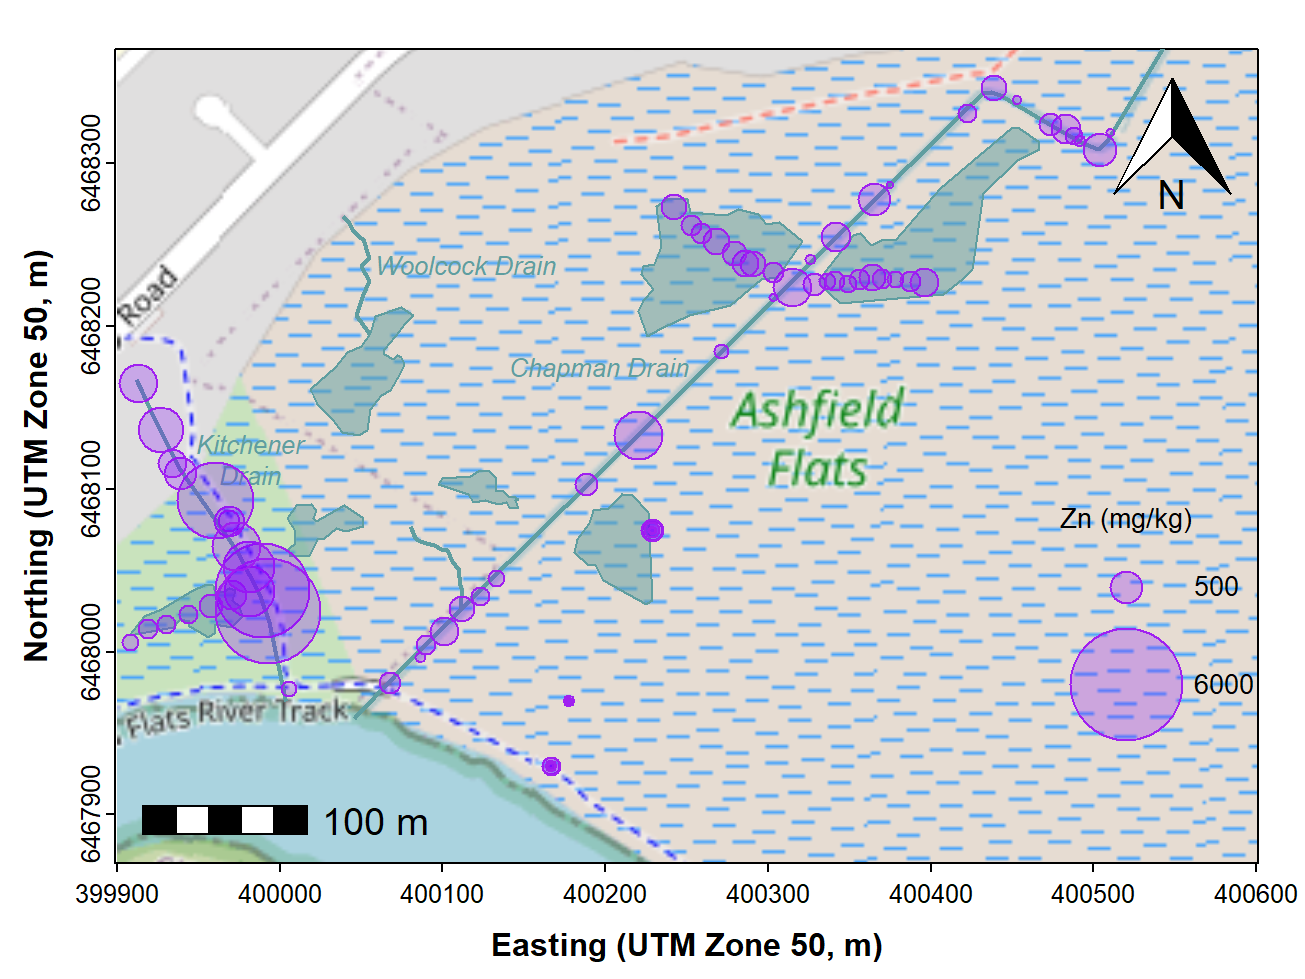 N
Road
Woolcock Drain
Chapman Drain
Ashfield
Flats
Kitchener
Drain
Zn (mg/kg)
500
6000
Flats River Track
100 m
6468300
6468200
6468100
6468000
6467900
Northing (UTM Zone 50, m)
399900 400000 400100 400200 400300 400400 400500 400600
Easting (UTM Zone 50, m)